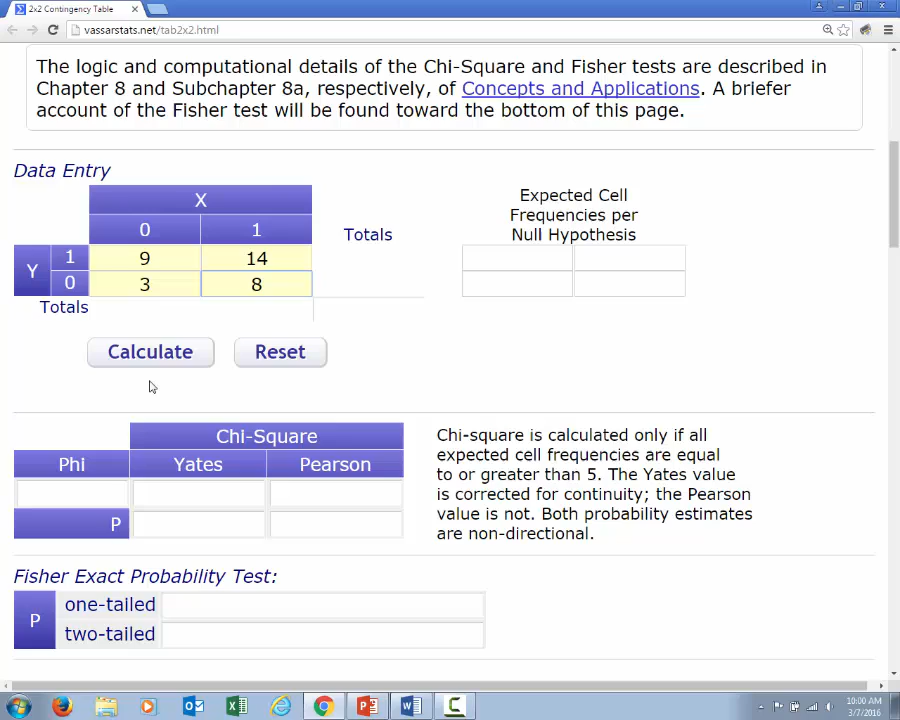 2x2 Contingency Table
vassarstats.net/tab2x2.html
The logic and computational details of the Chi-Square and Fisher tests are described in
Chapter 8 and Subchapter 8a, respectively, of Concepts and Applications. A briefer
account of the Fisher test will be found toward the bottom of this page.
Data Entry
X
0 1 Totals
Expected Cell
Frequencies per
Null Hypothesis
Y 1 9 14
0 3 8
Totals
Calculate Reset
Chi-Square
Phi Yates Pearson
P
Chi-square is calculated only if all
expected cell frequencies are equal
to or greater than 5. The Yates value
is corrected for continuity; the Pearson
value is not. Both probability estimates
are non-directional.
Fisher Exact Probability Test:
P
one-tailed
two-tailed
10:00 AM
3/7/2016